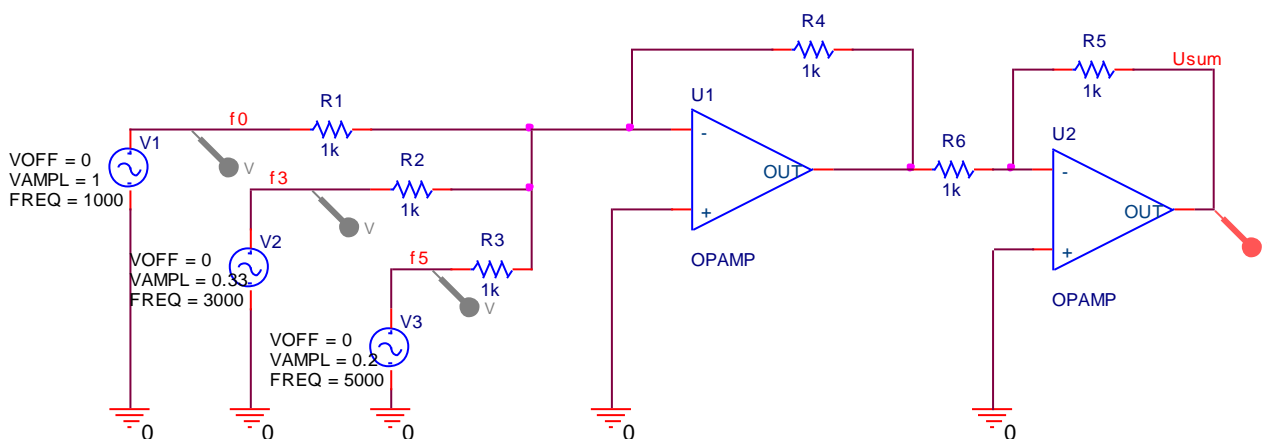 R4
1k
R5
1k
Usum
U1
-
+
OUT
OPAMP
R6
1k
U2
-
+
OUT
OPAMP
f0
R1
1k
V
V1
VOFF = 0
VAMPL = 1
FREQ = 1000
f3
R2
1k
V
V2
VOFF = 0
VAMPL = 0.33
FREQ = 3000
f5
R3
1k
V
V3
VOFF = 0
VAMPL = 0.2
FREQ = 5000
0
0
0
0
0